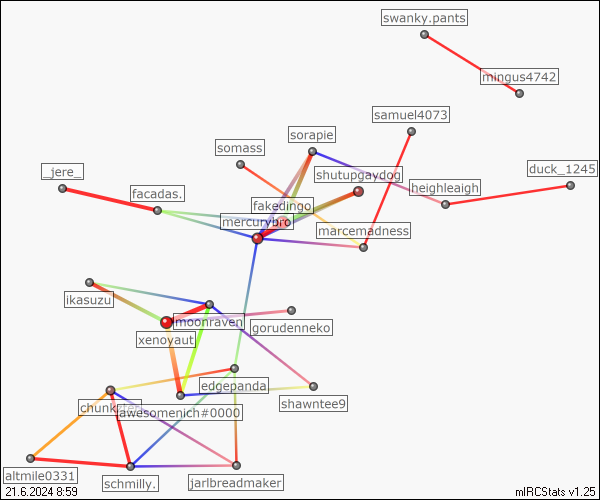 swanky.pants
mingus4742
samuel4073
sorapie
somass
_jere_
shutupgaydog
duck_1245
heighleaigh
facadas.
fakedingo
mercurybro
marcemadness
ikasuzu
moonraven
gorudenneko
xenoyaut
edgepanda
shawntee9
awesomenich#0000
altmile0331
schmilly.
jarlbreadmaker
21.6.2024 8:59
mIRCStats v1.25